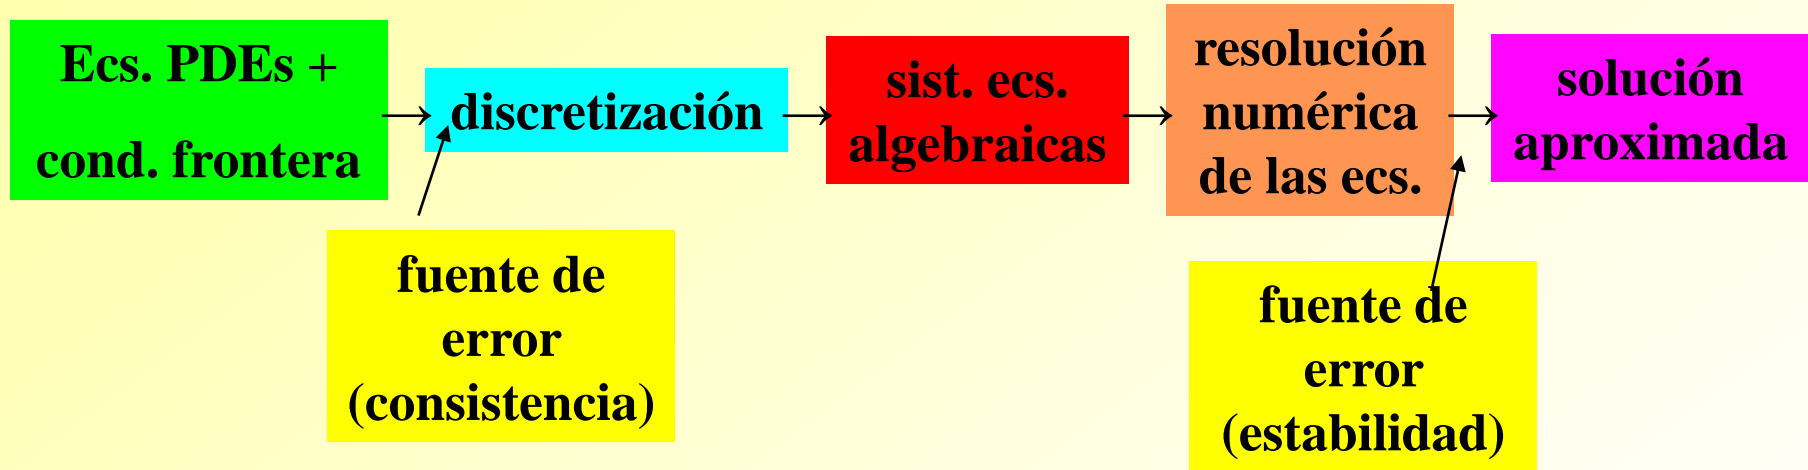 Ecs. PDEs +
cond. frontera
→
discretización
→
sist. ecs.
algebraicas
→
resolución
numérica
de las ecs.
→
solución
aproximada
fuente de
error
(consistencia)
fuente de
error
(estabilidad)